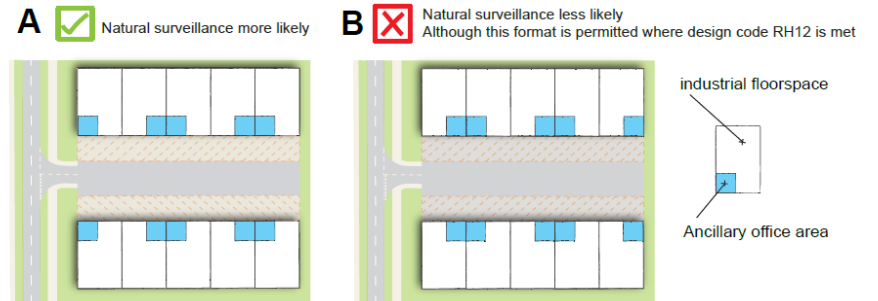 A
Natural surveillance more likely
B
Natural surveillance less likely
Although this format is permitted where design code RH12 is met
industrial floorspace
Ancillary office area